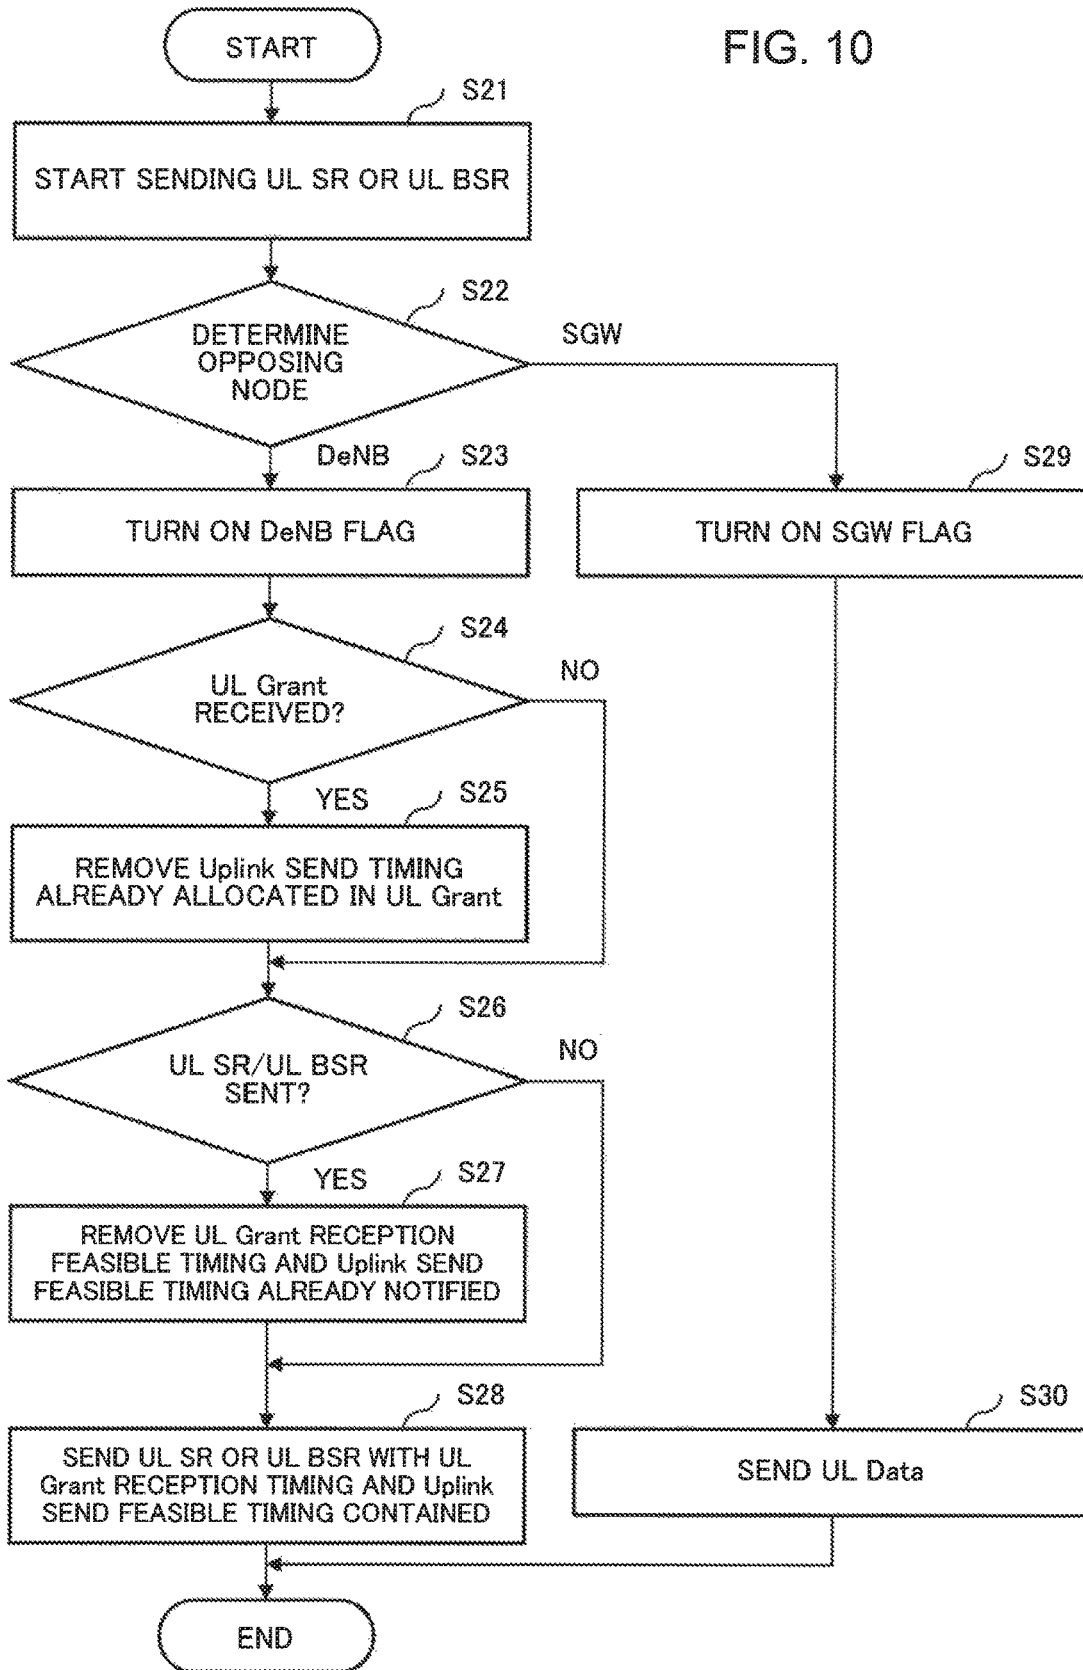 START
FIG. 10
S21
START SENDING UL SR OR UL BSR
S22
DETERMINE
OPPOSING
NODE
SGW
DeNB
S23
TURN ON DeNB FLAG
S29
TURN ON SGW FLAG
S24
UL Grant
RECEIVED?
NO
YES
S25
REMOVE Uplink SEND TIMING
ALREADY ALLOCATED IN UL Grant
S26
UL SR/UL BSR
SENT?
NO
YES
S27
REMOVE UL Grant RECEPTION
FEASIBLE TIMING AND Uplink SEND
FEASIBLE TIMING ALREADY NOTIFIED
S28
SEND UL SR OR UL BSR WITH UL
Grant RECEPTION TIMING AND Uplink
SEND FEASIBLE TIMING CONTAINED
S30
SEND UL Data
END